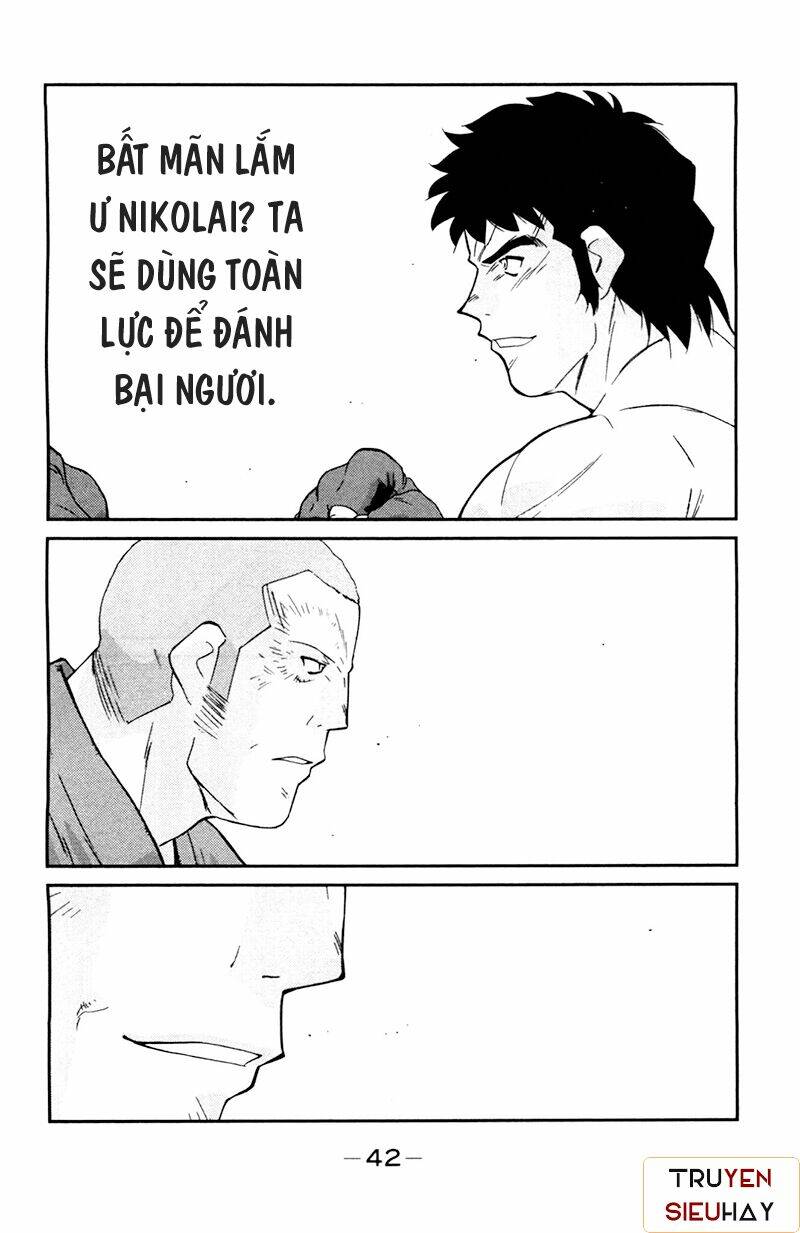 BẤT MÃN LẮM
Ư NIKOLAI? TA
SẼ DÙNG TOÀN
LỰC ĐỂ ĐÁNH
BẠI NGƯƠI.
—42—
TRUYEN
SIEUHAY